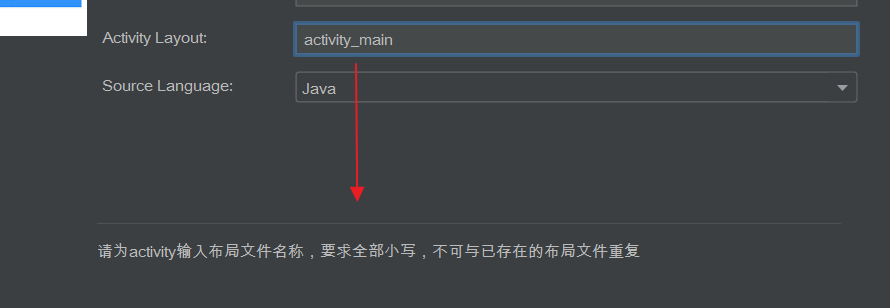 Activity Layout:
activity_main
Source Language:
Java
请为activity输入布局文件名称，要求全部小写，不可与已存在的布局文件重复